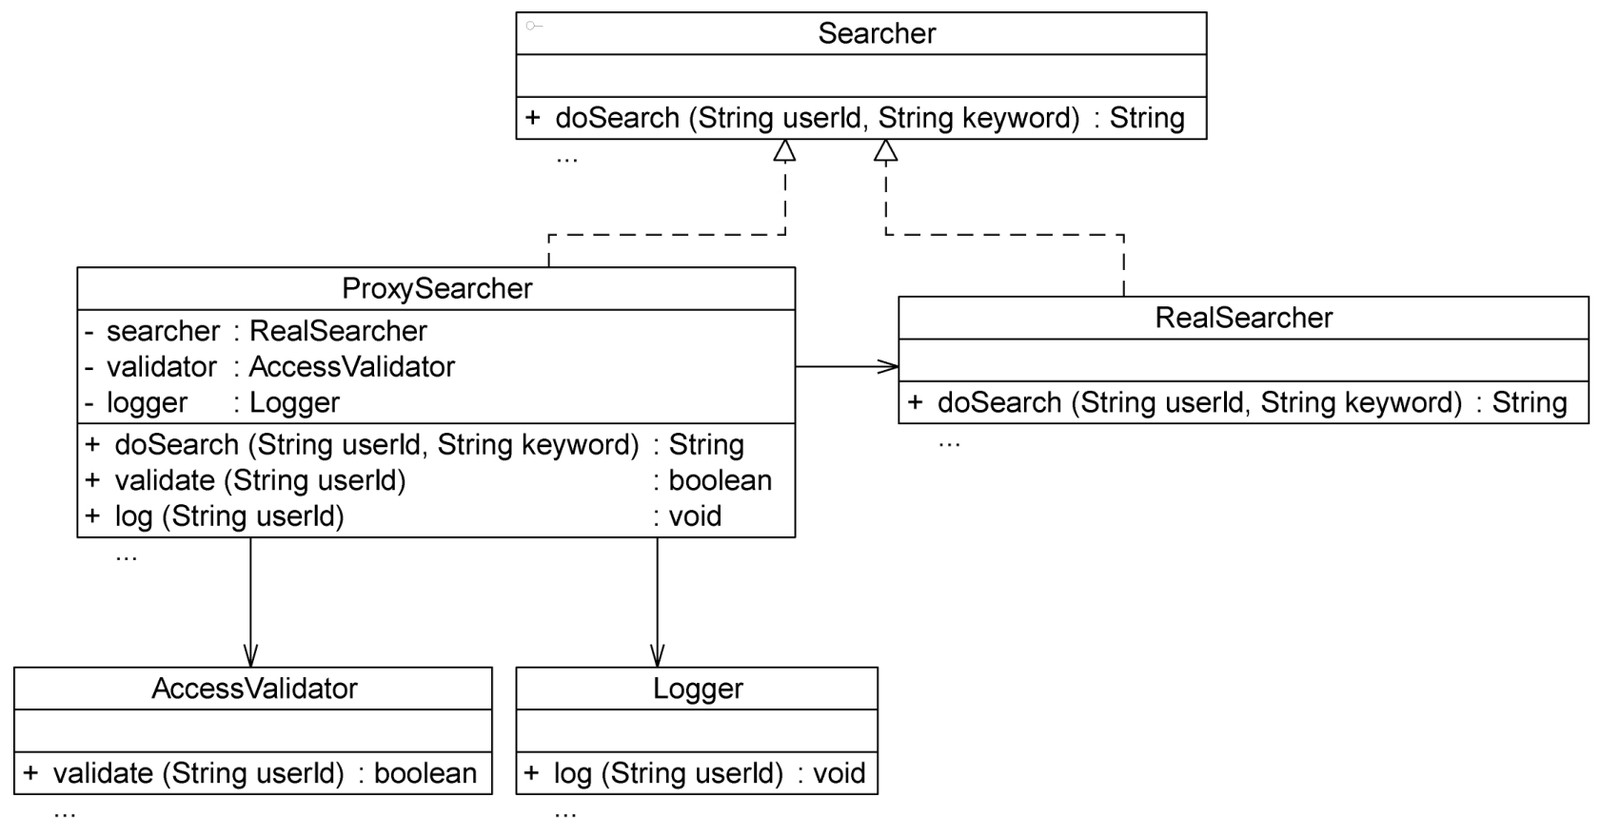 Searcher
+ doSearch (String userId, String keyword) : String
...
ProxySearcher
- searcher : RealSearcher
- validator : AccessValidator
- logger : Logger
+ doSearch (String userId, String keyword) : String
+ validate (String userId) : boolean
+ log (String userId) : void
...
RealSearcher
+ doSearch (String userId, String keyword) : String
...
AccessValidator
+ validate (String userId) : boolean
...
Logger
+ log (String userId) : void
...